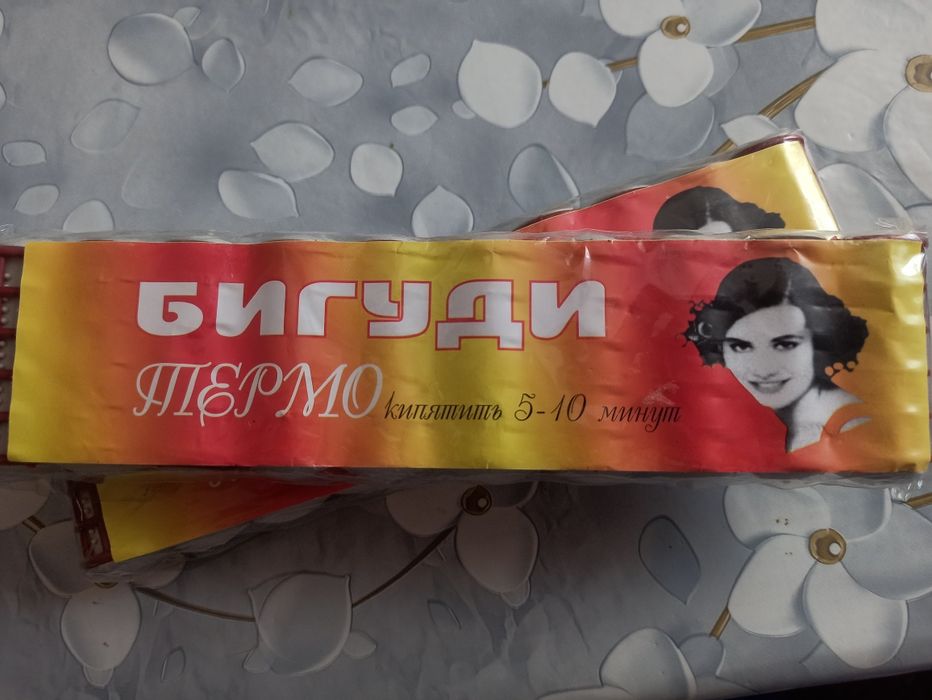 БИГУДИ
ТЕРМО кипятить 5-10 минут